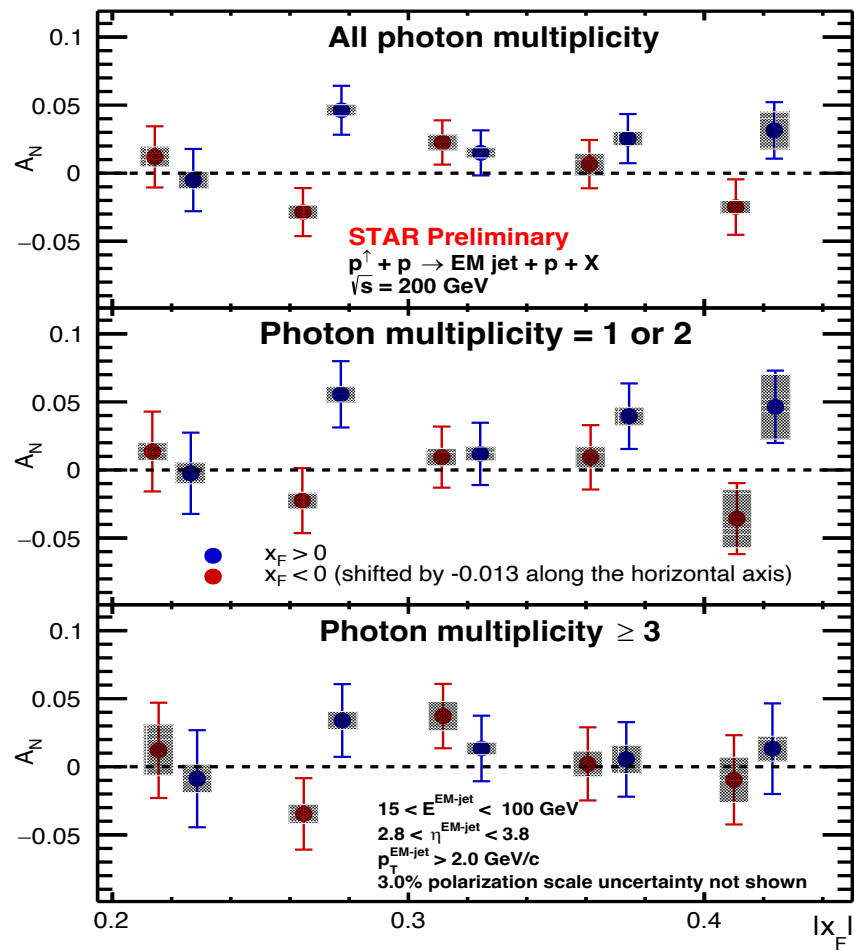 All photon multiplicity
0.1
0.05
0
−0.05
A_N
STAR Preliminary
p^↑ + p → EM jet + p + X
√s = 200 GeV
Photon multiplicity = 1 or 2
0.1
0.05
0
−0.05
A_N
x_F > 0
x_F < 0 (shifted by -0.013 along the horizontal axis)
Photon multiplicity ≥ 3
0.1
0.05
0
−0.05
A_N
15 < E^EM-jet < 100 GeV
2.8 < η^EM-jet < 3.8
p_T^EM-jet > 2.0 GeV/c
3.0% polarization scale uncertainty not shown
0.2 0.3 0.4 |x_F|